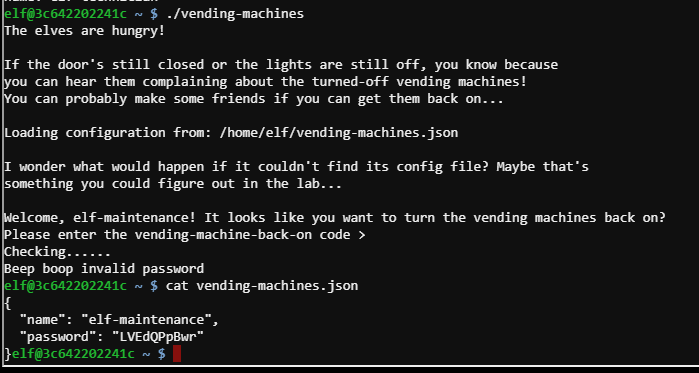 elf@3c642202241c ~ $ ./vending-machines
The elves are hungry!
If the door's still closed or the lights are still off, you know because
you can hear them complaining about the turned-off vending machines!
You can probably make some friends if you can get them back on...
Loading configuration from: /home/elf/vending-machines.json
I wonder what would happen if it couldn't find its config file? Maybe that's
something you could figure out in the lab...
Welcome, elf-maintenance! It looks like you want to turn the vending machines back on?
Please enter the vending-machine-back-on code >
Checking......
Beep boop invalid password
elf@3c642202241c ~ $ cat vending-machines.json
{
  "name": "elf-maintenance",
  "password": "LVEdQPpBwr"
}elf@3c642202241c ~ $